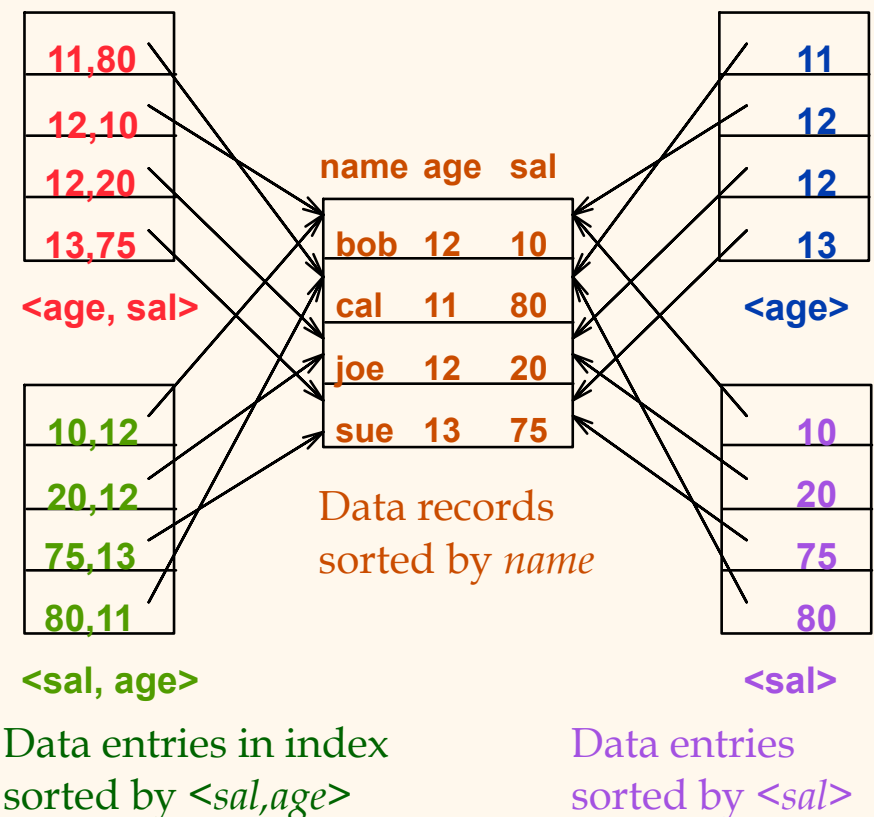 11,80
12,10
12,20
13,75
<age, sal>
10,12
20,12
75,13
80,11
<sal, age>
Data entries in index
sorted by <sal,age>
name age sal
bob 12 10
cal 11 80
joe 12 20
sue 13 75
Data records
sorted by name
11
12
12
13
<age>
10
20
75
80
<sal>
Data entries
sorted by <sal>